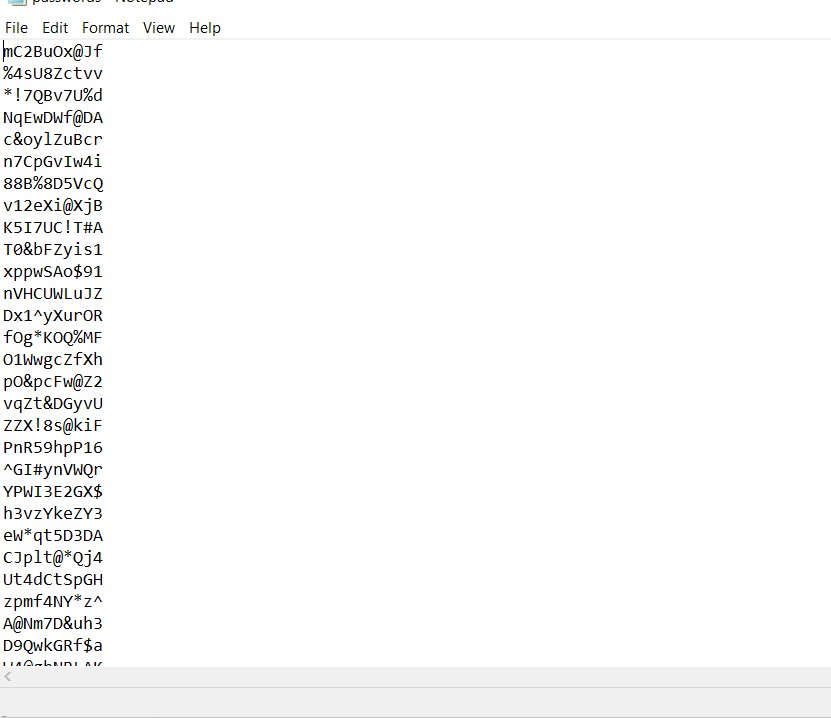 passwords - Notepad
File Edit Format View Help
mC2BuOx@Jf
%4sU8Zctvv
*!7QBv7U%d
NqEwDWf@DA
c&oylZuBcr
n7CpGvIw4i
88B%8D5VcQ
v12eXi@XjB
K5I7UC!T#A
T0&bFZyis1
xppwSAo$91
nVHCUWLuJZ
Dx1^yXurOR
fOg*KOQ%MF
O1WwgcZfXh
pO&pcFw@Z2
vqZt&DGyvU
ZZX!8s@kiF
PnR59hpP16
^GI#ynVWQr
YPWI3E2GX$
h3vzYkeZY3
eW*qt5D3DA
CJplt@*Qj4
Ut4dCtSpGH
zpmf4NY*z^
A@Nm7D&uh3
D9QwkGRf$a